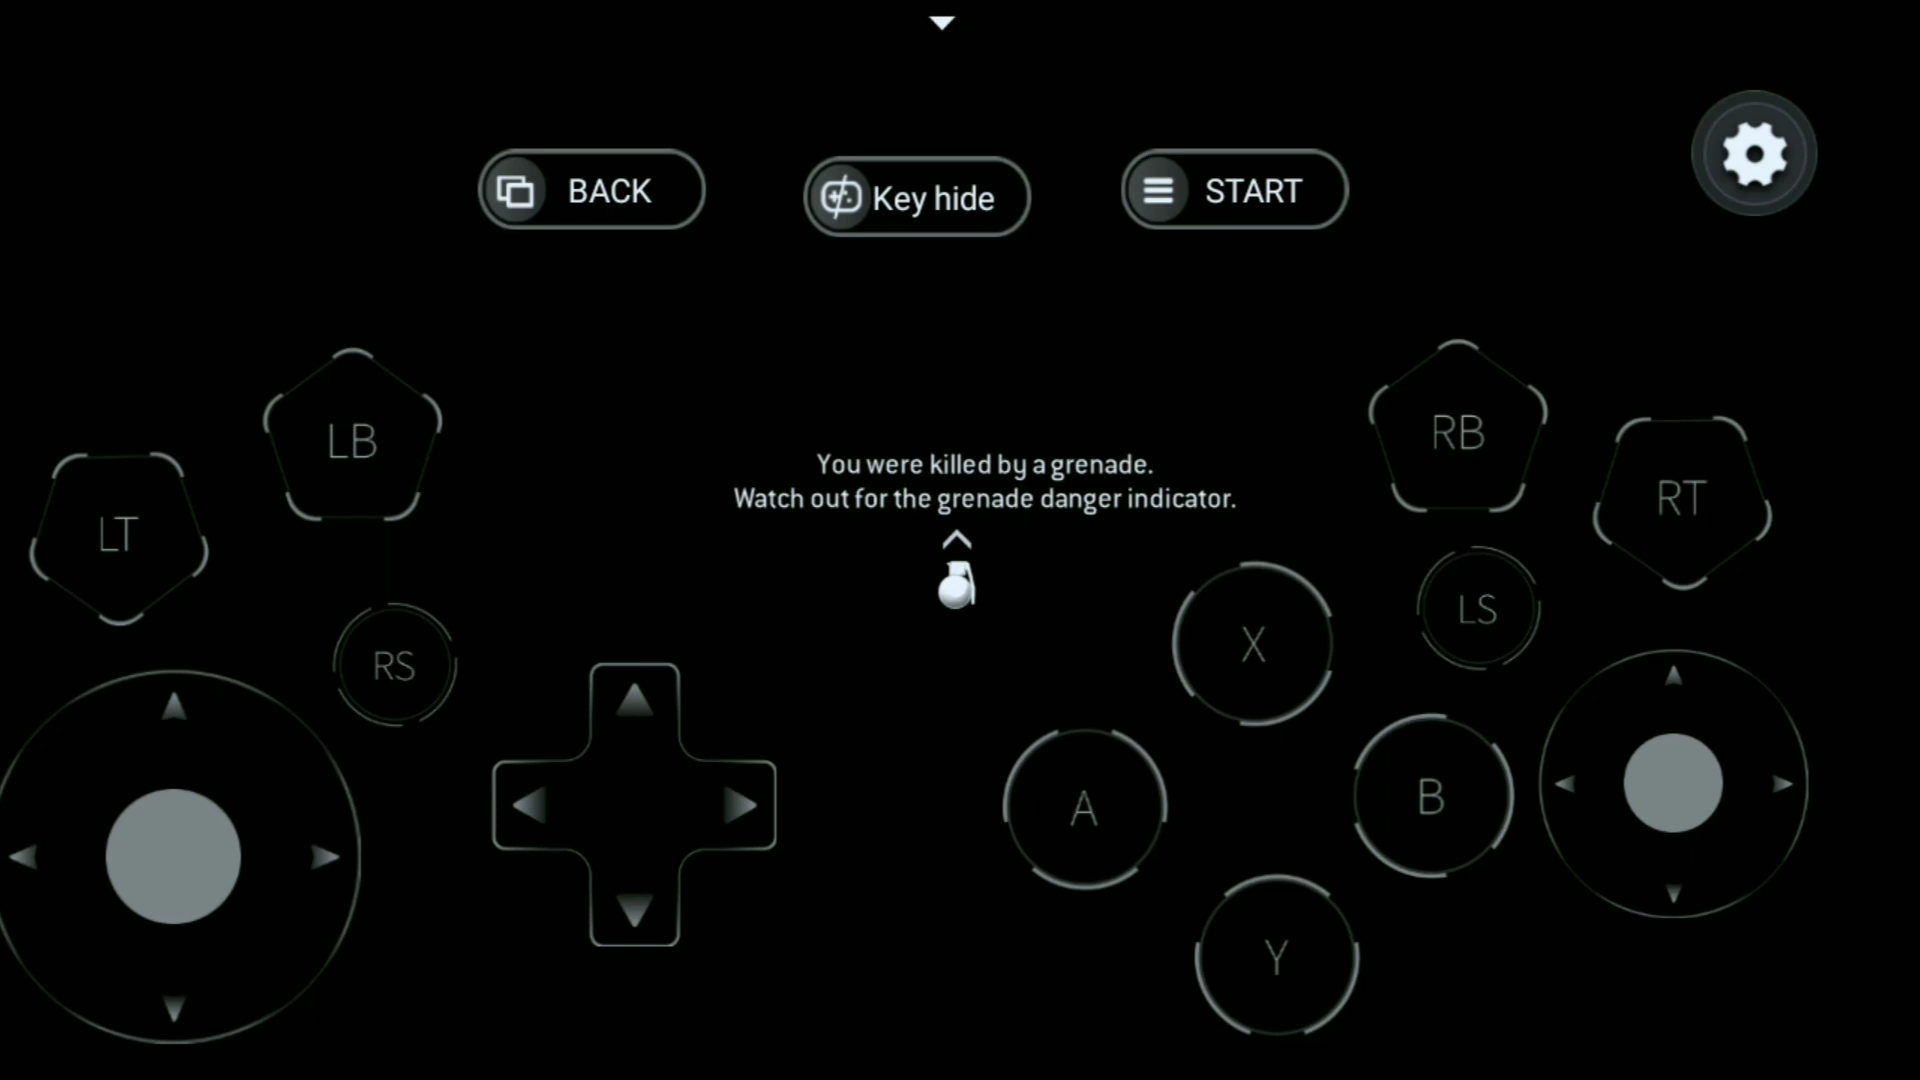 BACK
Key hide
START
LB
RB
LT
RT
You were killed by a grenade.
Watch out for the grenade danger indicator.
RS
LS
X
A
B
Y